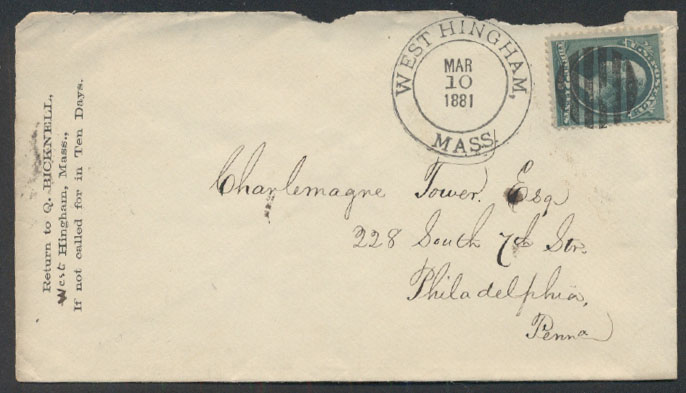 Return to Q. BICKNELL,
West Hingham, Mass.,
If not called for in Ten Days.
WEST HINGHAM,
MAR
10
1881
MASS.
Charlemagne Tower. Esq
228 South 7th Str.
Philadelphia,
Penna